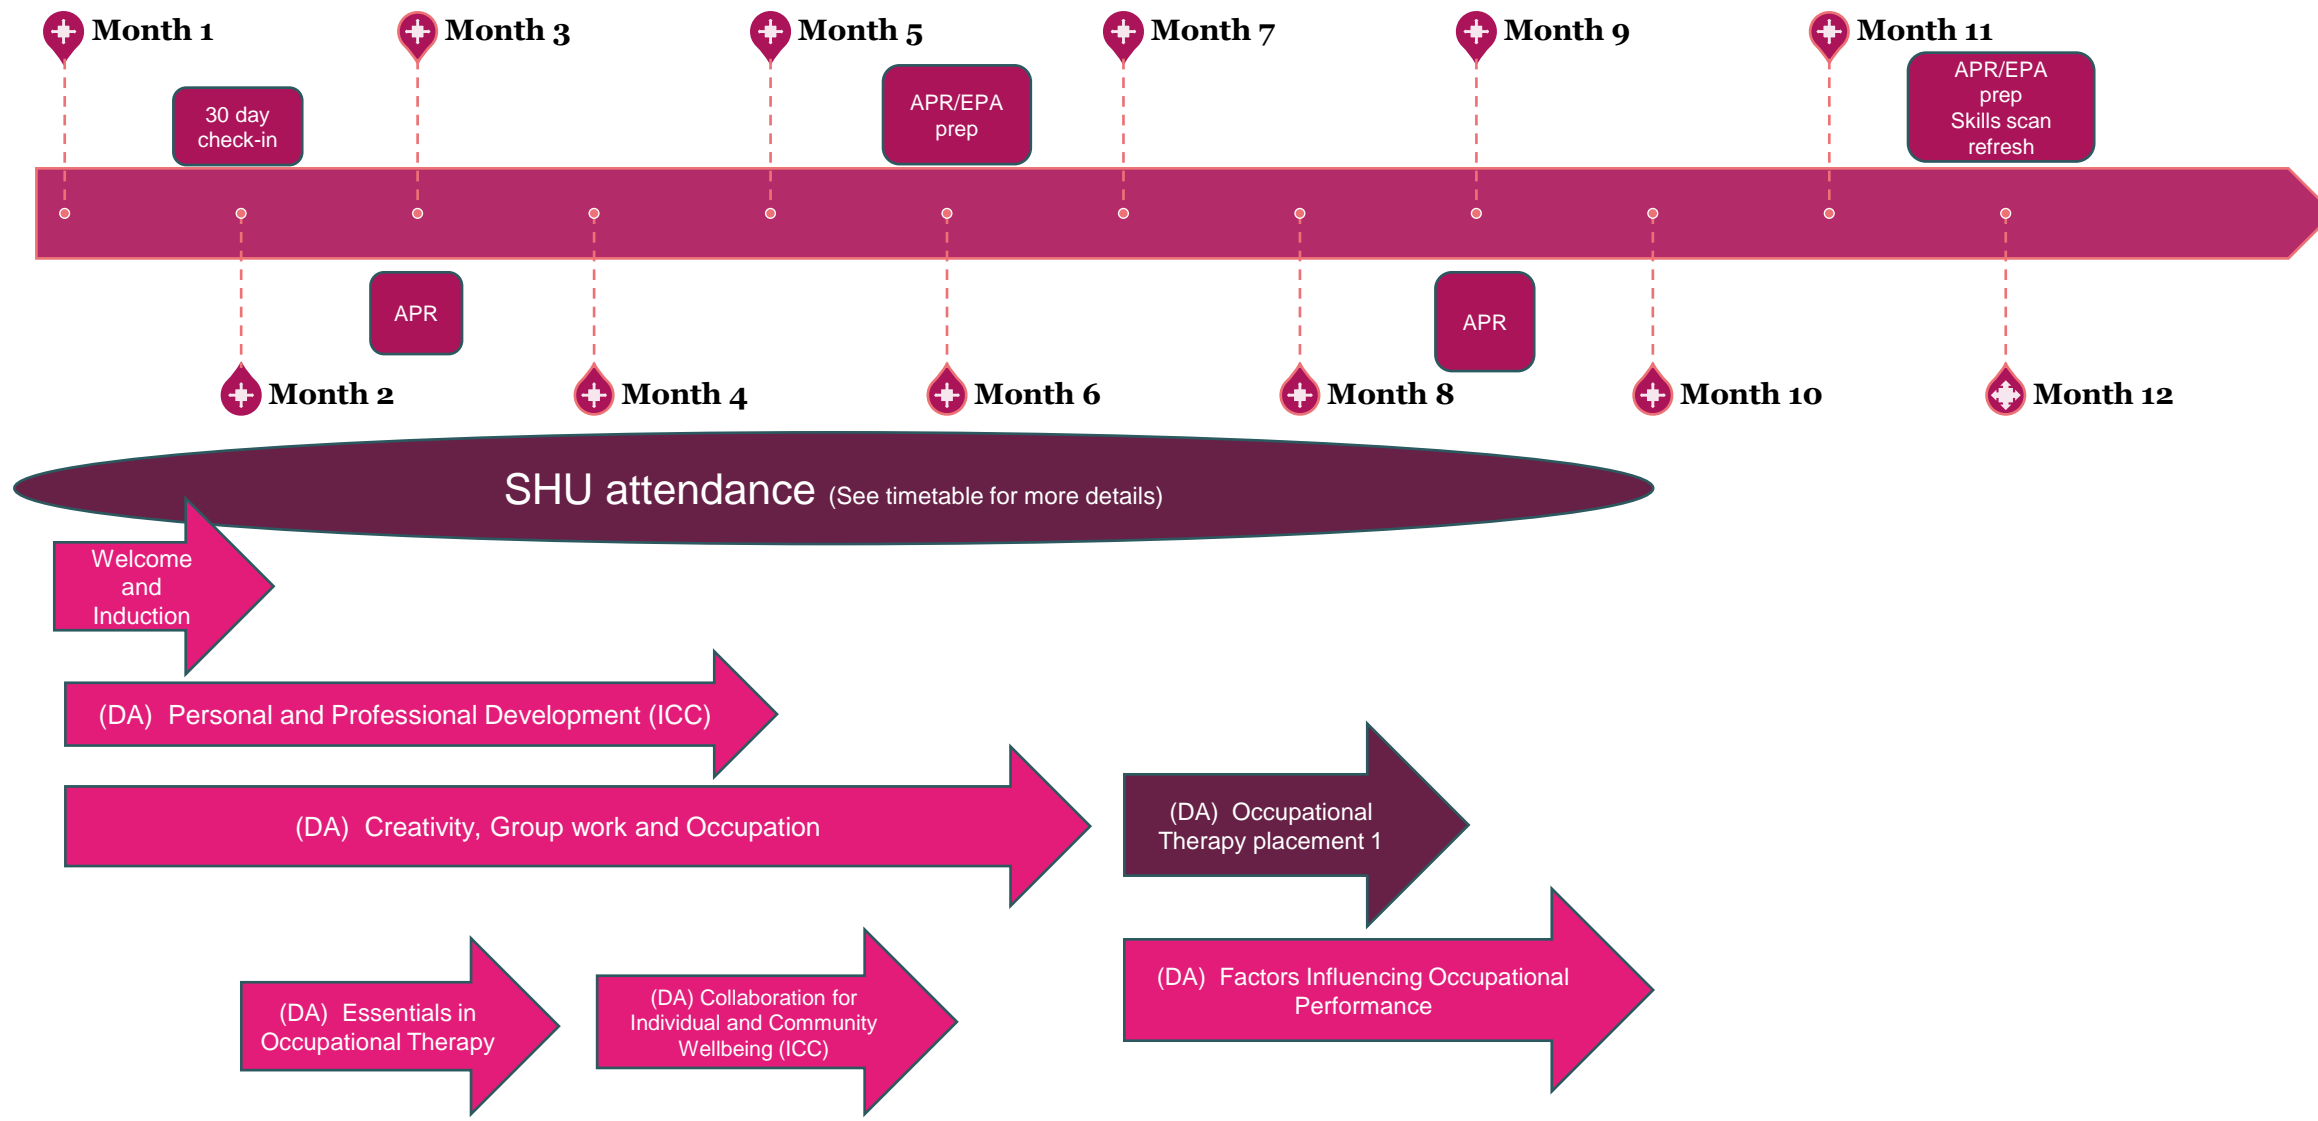 Month 1
Month 3
Month 5
Month 7
Month 9
Month 11
30 day
check-in
APR/EPA
prep
APR/EPA
prep
Skills scan
refresh
APR
APR
Month 2
Month 4
Month 6
Month 8
Month 10
Month 12
SHU attendance (See timetable for more details)
Welcome
and
Induction
(DA) Personal and Professional Development (ICC)
(DA) Creativity, Group work and Occupation
(DA) Occupational
Therapy placement 1
(DA) Essentials in
Occupational Therapy
(DA) Collaboration for
Individual and Community
Wellbeing (ICC)
(DA) Factors Influencing Occupational
Performance